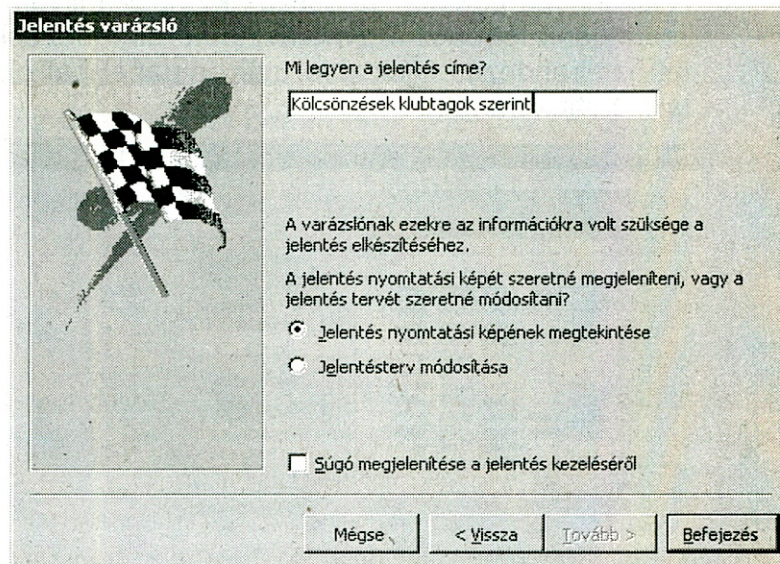 Jelentés varázsló
Mi legyen a jelentés címe?
Kölcsönzések klubtagok szerint
A varázslónak ezekre az információkra volt szüksége a
jelentés elkészítéséhez.
A jelentés nyomtatási képét szeretné megjeleníteni, vagy a
jelentés tervét szeretné módosítani?
Jelentés nyomtatási képének megtekintése
Jelentésterv módosítása
Súgó megjelenítése a jelentés kezeléséről
Mégse < Vissza Tovább > Befejezés